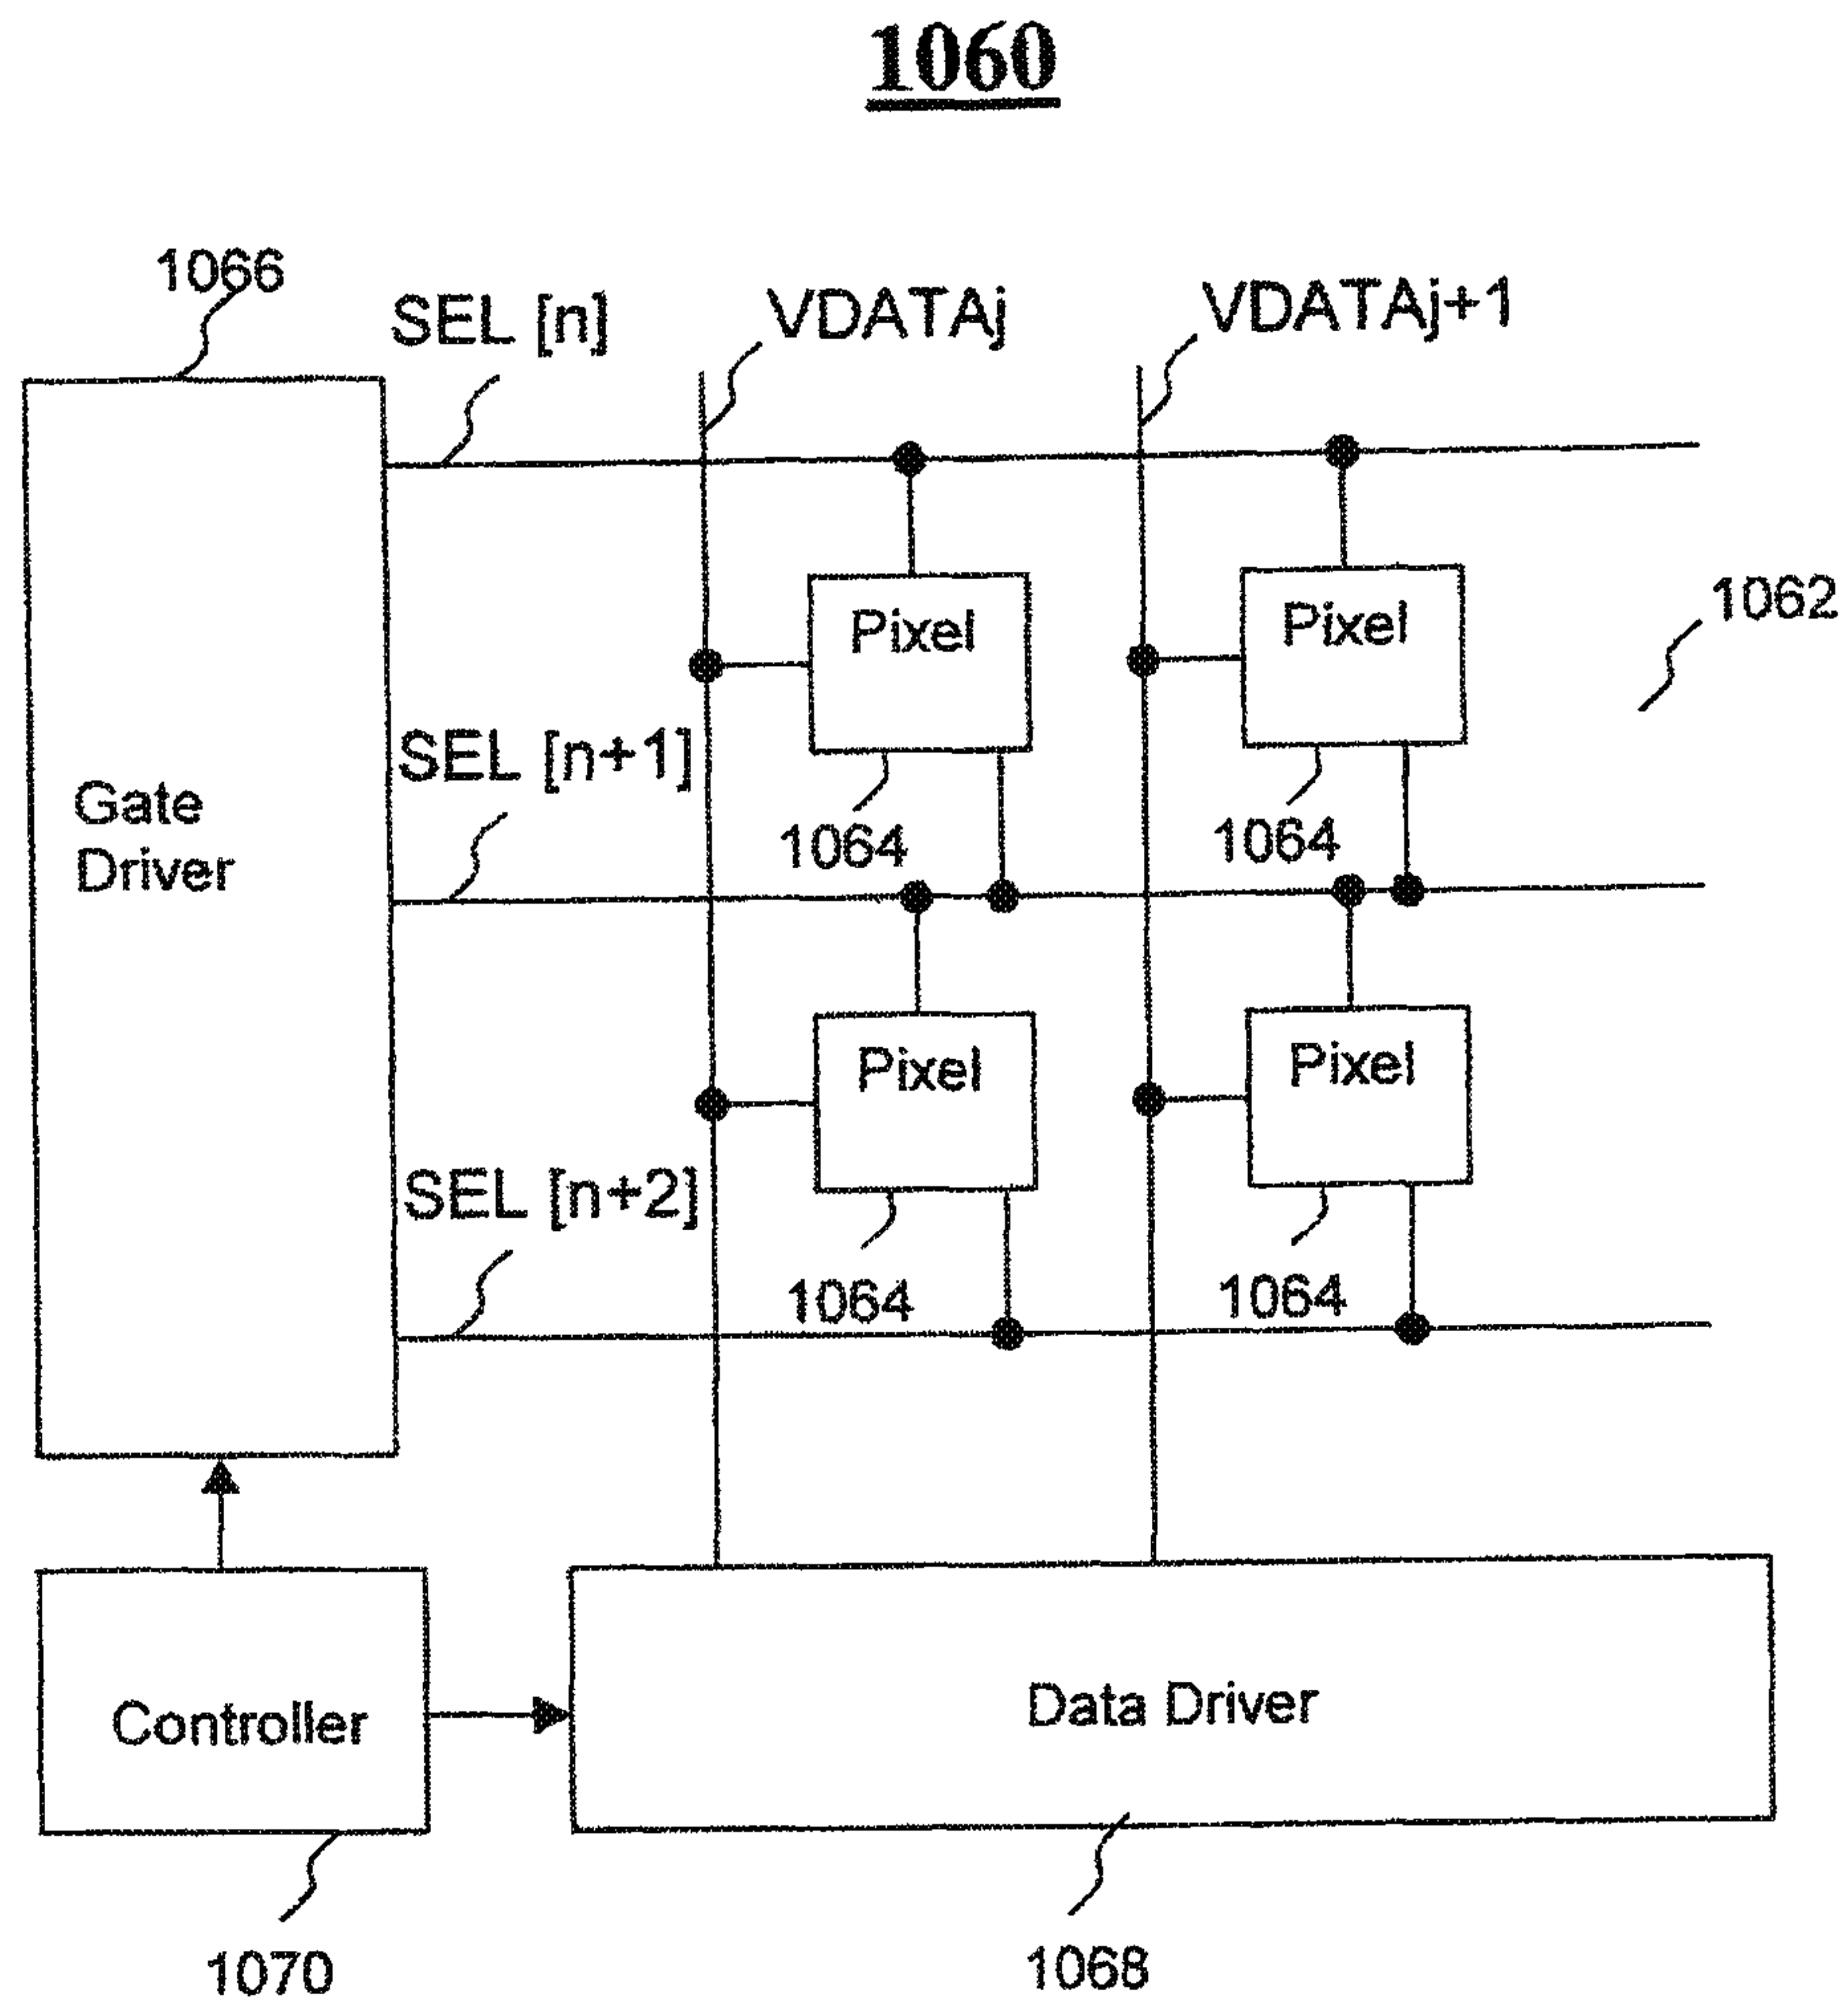 1060
1066
SEL [n]
VDATAj
VDATAj+1
Pixel
Pixel
1062
SEL [n+1]
Gate
Driver
1064
1064
Pixel
Pixel
SEL [n+2]
1064
1064
Controller
Data Driver
1070
1068